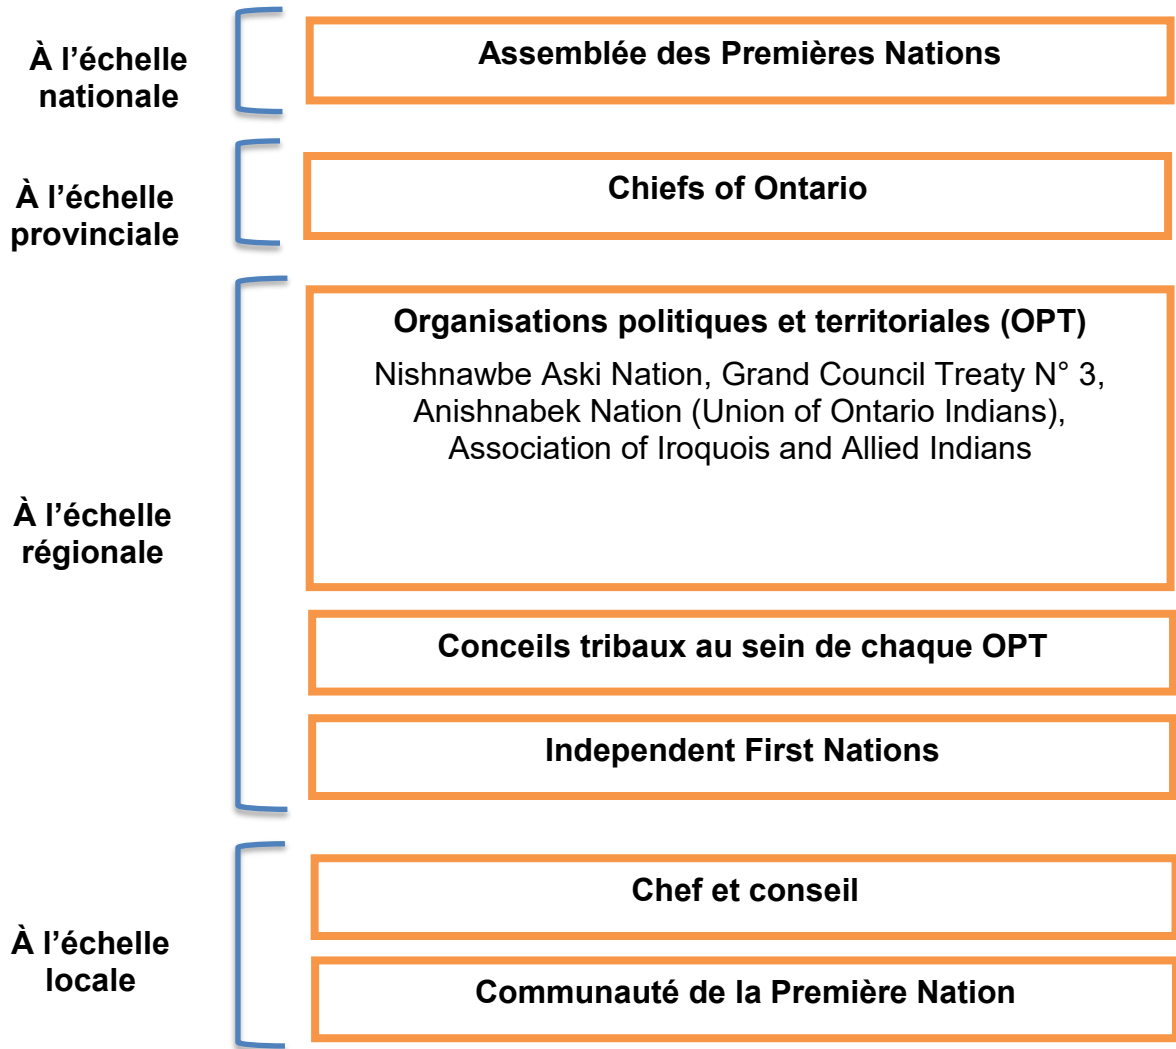 À l’échelle
nationale
Assemblée des Premières Nations
À l’échelle
provinciale
Chiefs of Ontario
À l’échelle
régionale
Organisations politiques et territoriales (OPT)
Nishnawbe Aski Nation, Grand Council Treaty N° 3,
Anishnabek Nation (Union of Ontario Indians),
Association of Iroquois and Allied Indians
Conceils tribaux au sein de chaque OPT
Independent First Nations
À l’échelle
locale
Chef et conseil
Communauté de la Première Nation